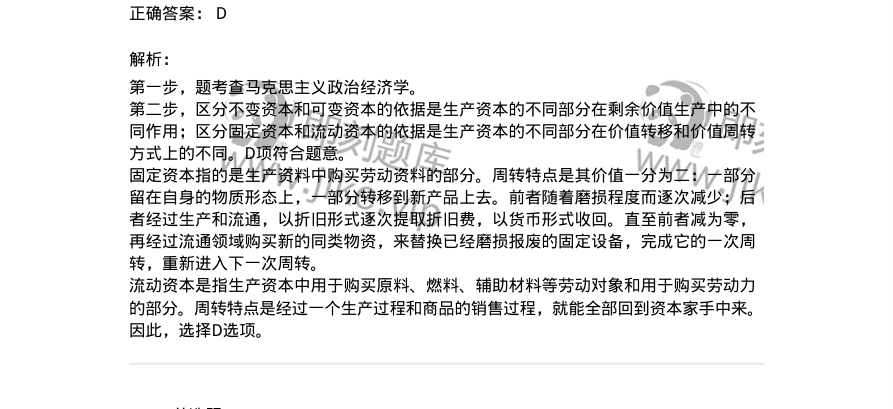 正确答案： D
解析：
第一步，题考查马克思主义政治经济学。
第二步，区分不变资本和可变资本的依据是生产资本的不同部分在剩余价值生产中的不
同作用；区分固定资本和流动资本的依据是生产资本的不同部分在价值转移和价值周转
方式上的不同。D项符合题意。
固定资本指的是生产资料中购买劳动资料的部分。周转特点是其价值一分为二：一部分
留在自身的物质形态上，一部分转移到新产品上去。前者随着磨损程度而逐次减少；后
者经过生产和流通，以折旧形式逐次提取折旧费，以货币形式收回。直至前者减为零，
再经过流通领域购买新的同类物资，来替换已经磨损报废的固定设备，完成它的一次周
转，重新进入下一次周转。
流动资本是指生产资本中用于购买原料、燃料、辅助材料等劳动对象和用于购买劳动力
的部分。周转特点是经过一个生产过程和商品的销售过程，就能全部回到资本家手中来。
因此，选择D选项。
即刻题库
www.jike.vip
即刻
www.jik